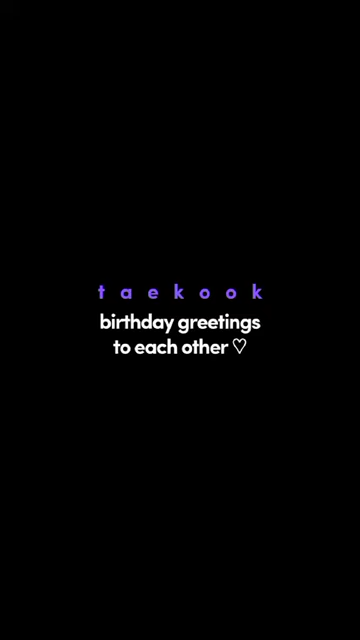 t a e k o o k
birthday greetings
to each other ♡